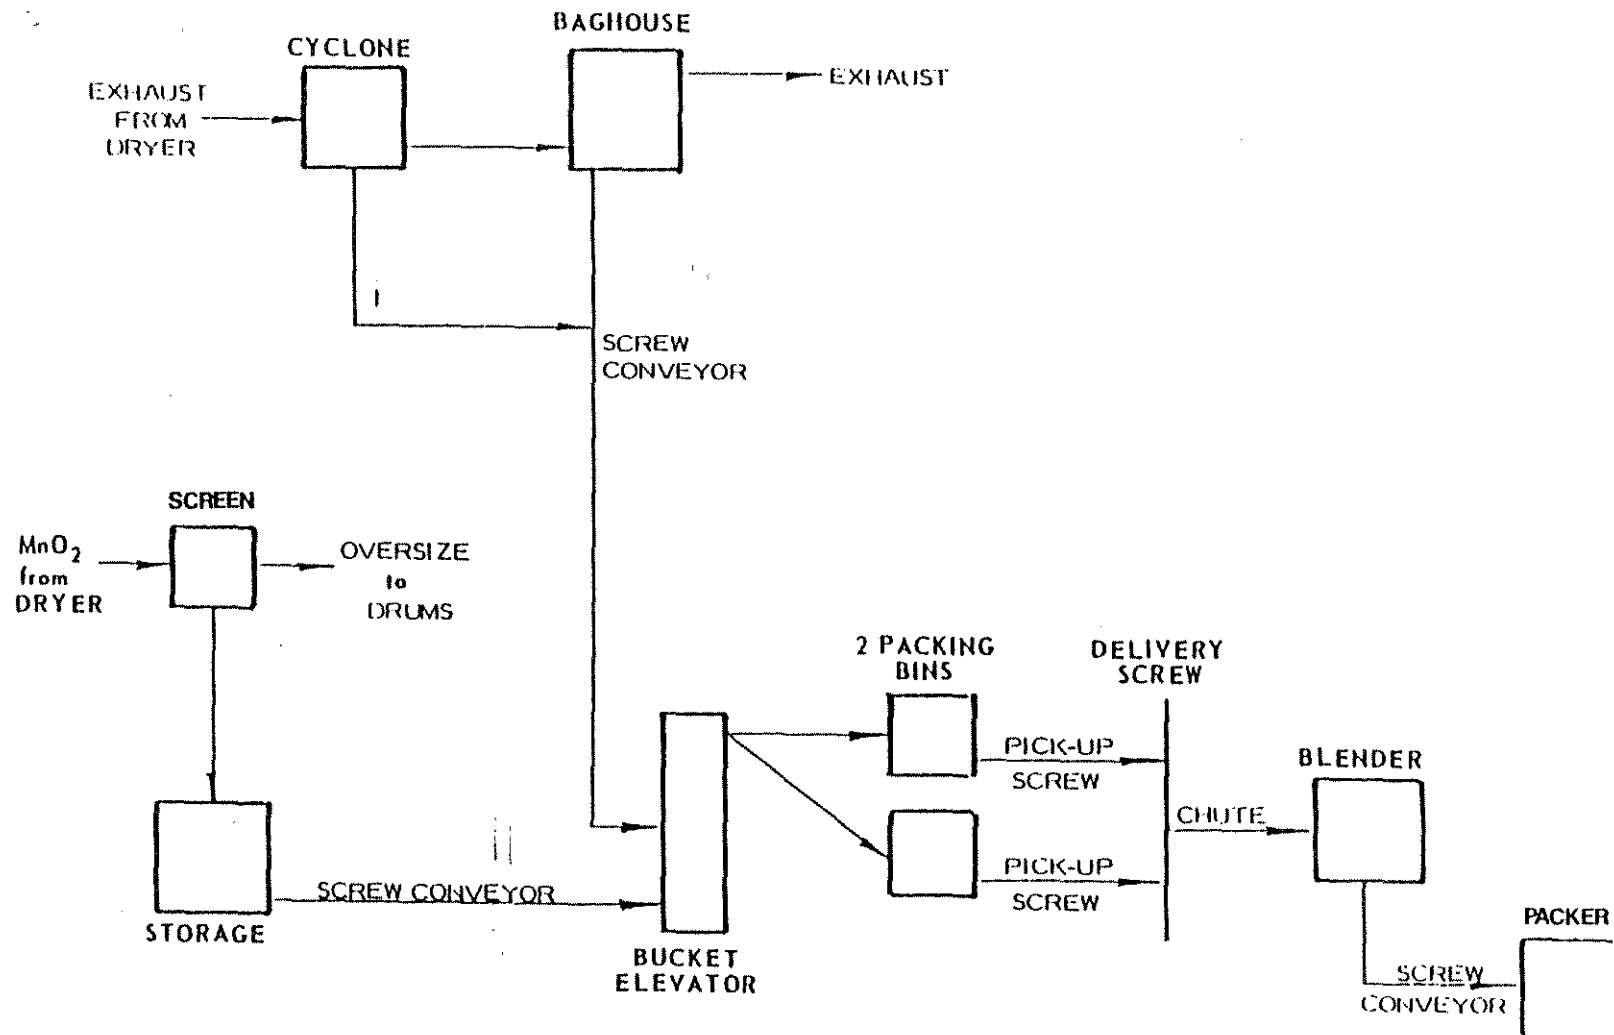 BAGHOUSE
CYCLONE
EXHAUST
FROM
DRYER
EXHAUST
SCREW
CONVEYOR
SCREEN
MnO2
from
DRYER
OVERSIZE
to
DRUMS
2 PACKING
BINS
DELIVERY
SCREW
PICK-UP
SCREW
BLENDER
CHUTE
PICK-UP
SCREW
SCREW CONVEYOR
STORAGE
BUCKET
ELEVATOR
PACKER
SCREW
CONVEYOR